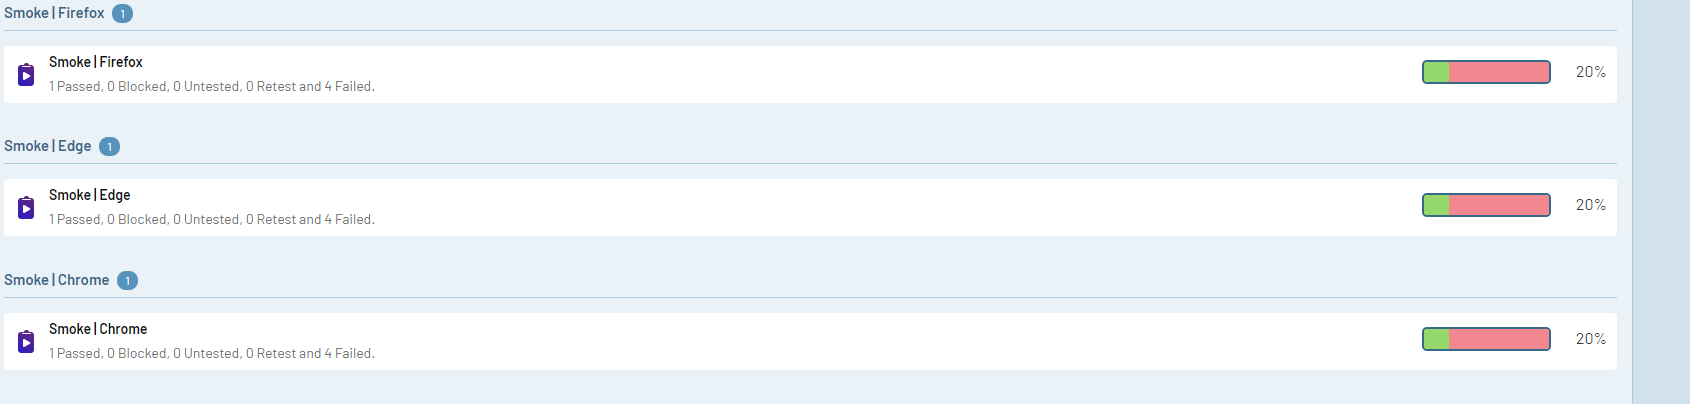 Smoke | Firefox 1
Smoke | Firefox
1 Passed, 0 Blocked, 0 Untested, 0 Retest and 4 Failed.
20%
Smoke | Edge 1
Smoke | Edge
1 Passed, 0 Blocked, 0 Untested, 0 Retest and 4 Failed.
20%
Smoke | Chrome 1
Smoke | Chrome
1 Passed, 0 Blocked, 0 Untested, 0 Retest and 4 Failed.
20%